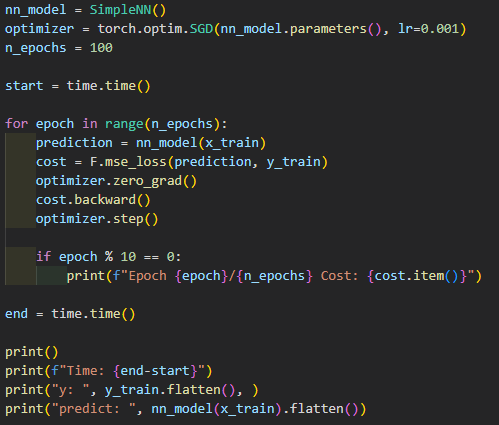 nn_model = SimpleNN()
optimizer = torch.optim.SGD(nn_model.parameters(), lr=0.001)
n_epochs = 100

start = time.time()

for epoch in range(n_epochs):
    prediction = nn_model(x_train)
    cost = F.mse_loss(prediction, y_train)
    optimizer.zero_grad()
    cost.backward()
    optimizer.step()

    if epoch % 10 == 0:
        print(f"Epoch {epoch}/{n_epochs} Cost: {cost.item()}")

end = time.time()

print()
print(f"Time: {end-start}")
print("y: ", y_train.flatten(), )
print("predict: ", nn_model(x_train).flatten())